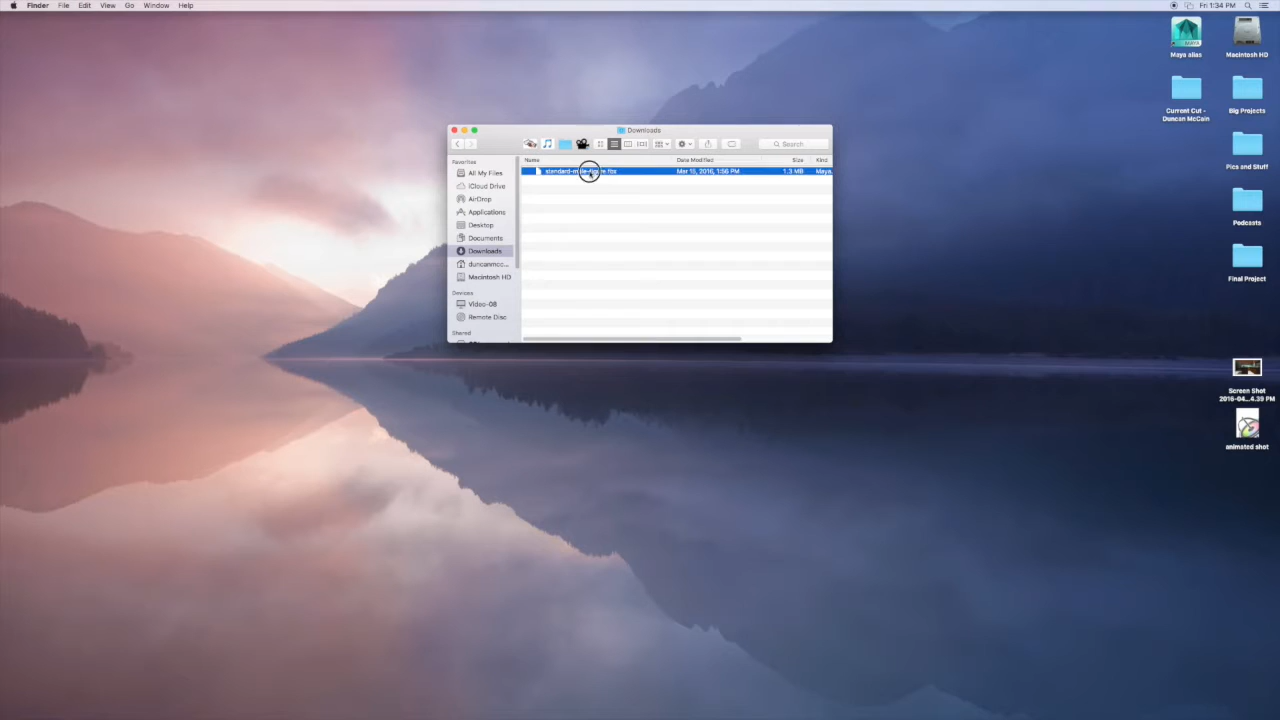 Finder File Edit View Go Window Help
Fri 1:34 PM
Maya alias
Macintosh HD
Current Cut -
Duncan McCain
Big Projects
Pics and Stuff
Podcasts
Final Project
Screen Shot
2016-04...4.39 PM
animated shot
Downloads
Search
Favorites
All My Files
iCloud Drive
AirDrop
Applications
Desktop
Documents
Downloads
duncanmc...
Macintosh HD
Devices
Video-08
Remote Disc
Shared
Name Date Modified Size Kind
standard-male-figure.fbx Mar 15, 2016, 1:56 PM 1.3 MB Maya